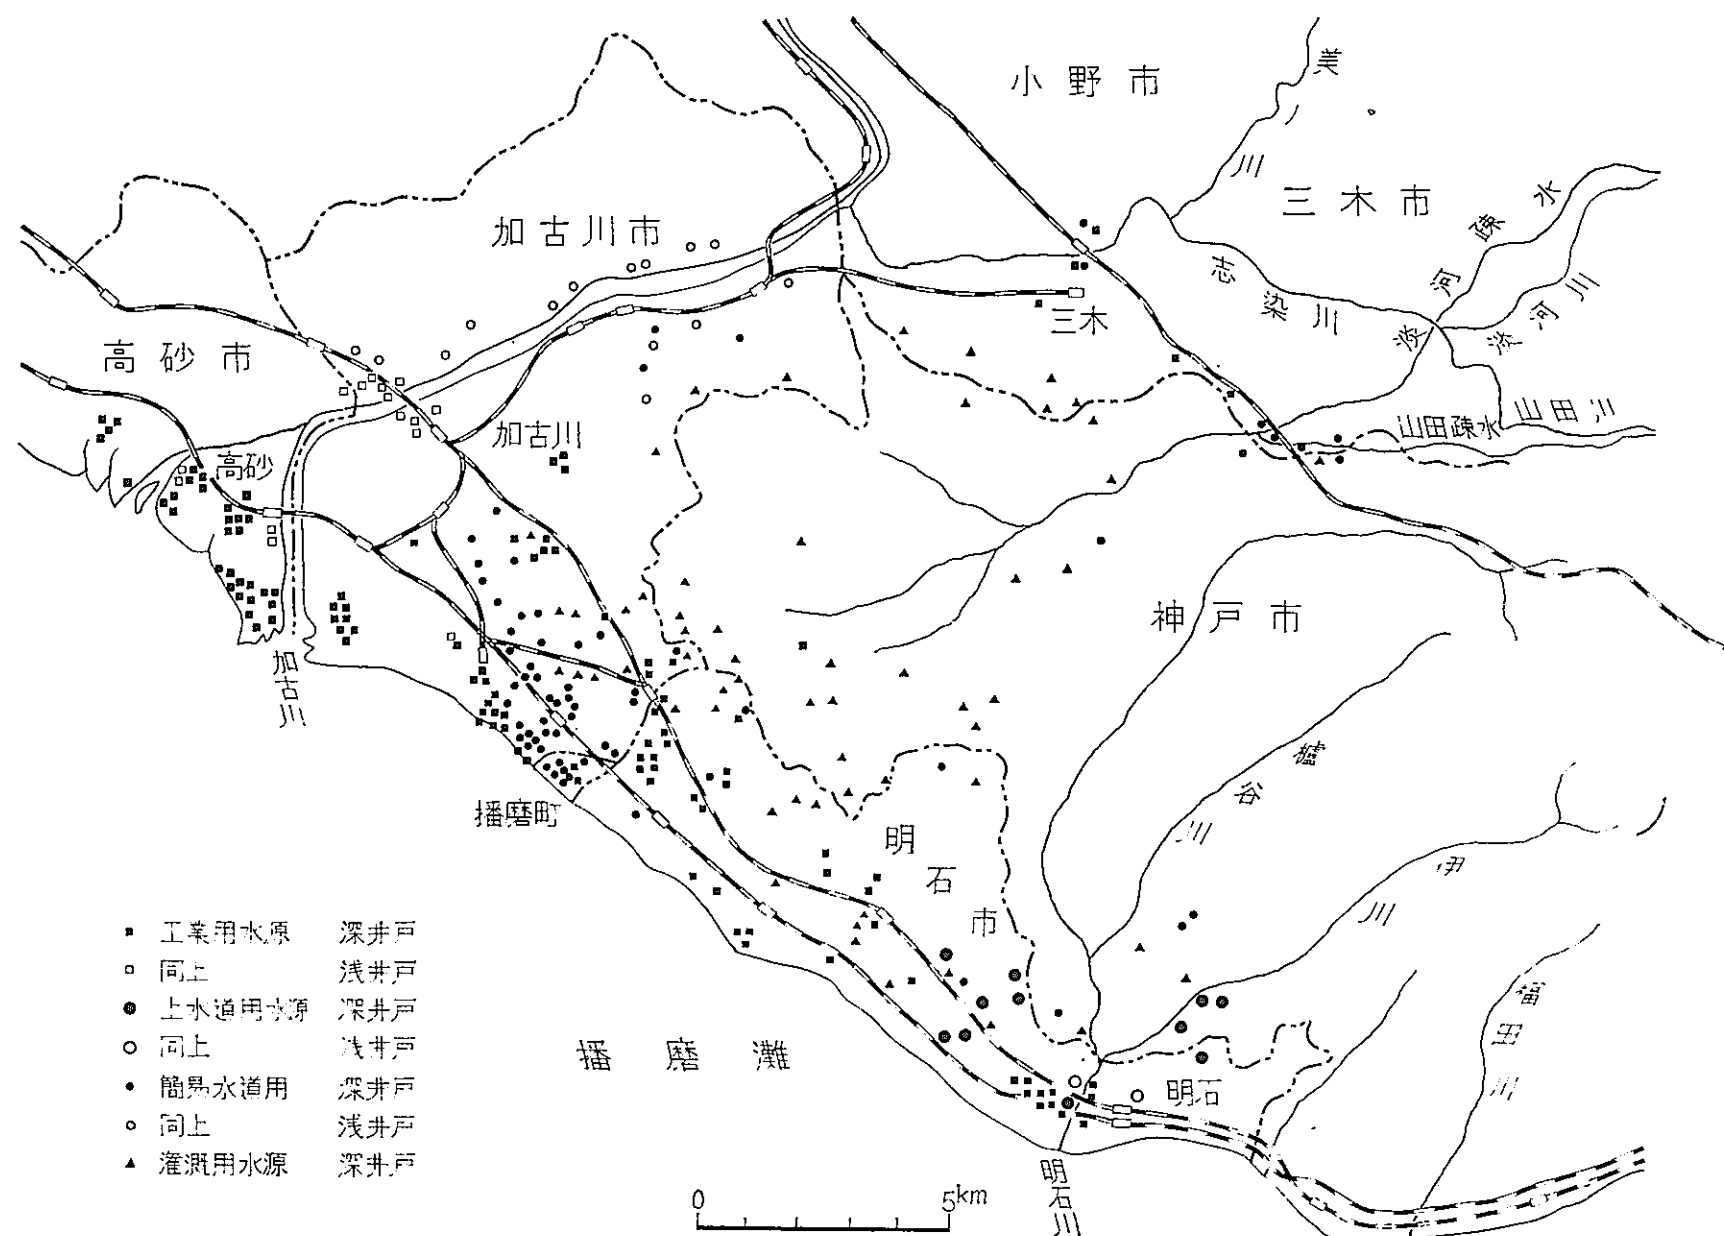 小野市
美
川
三木市
淡河疎水
加古川市
志染川
淡河川
三木
高砂市
山田疎水
山田川
加古川
高砂
神戸市
加古川
櫨谷川
播磨町
明石市
伊川
■ 工業用水源 深井戸
□ 同上 浅井戸
◉ 上水道用水源 深井戸
○ 同上 浅井戸
● 簡易水道用 深井戸
○ 同上 浅井戸
▲ 灌漑用水源 深井戸
播磨灘
福田川
明石
明石川
0 5km